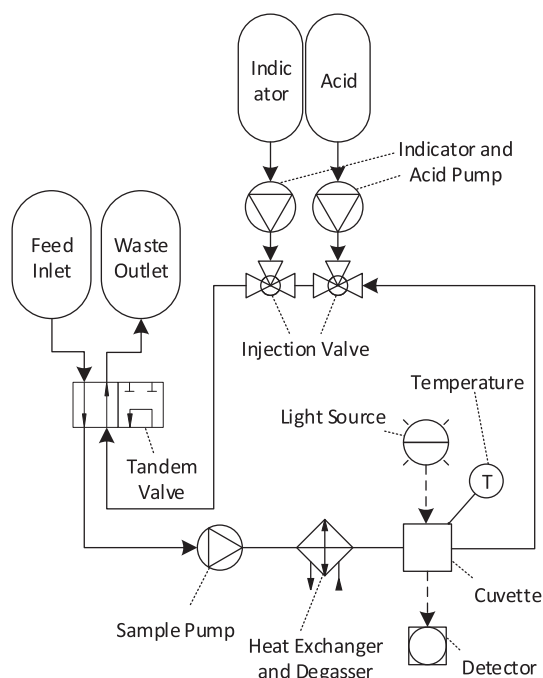 Indic
ator
Acid
Indicator and
Acid Pump
Feed
Inlet
Waste
Outlet
Injection Valve
Temperature
Light Source
T
Tandem
Valve
Cuvette
Sample Pump
Heat Exchanger
and Degasser
Detector